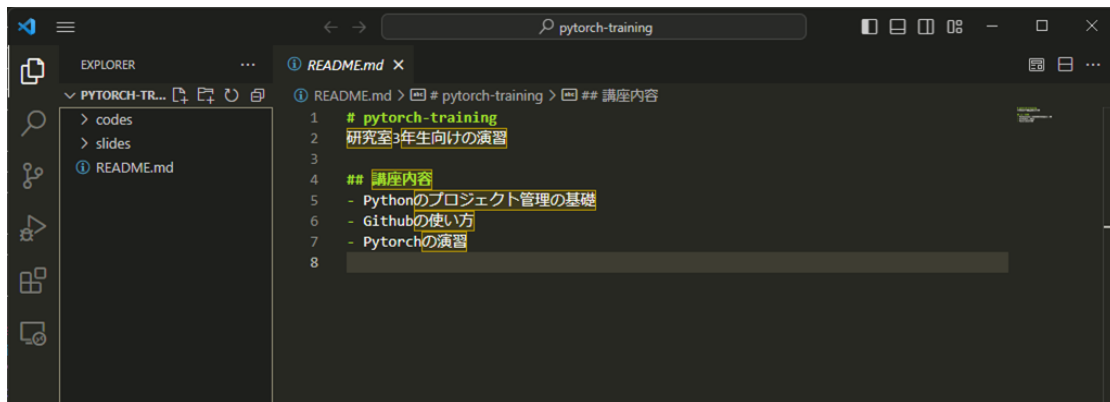 pytorch-training
EXPLORER
README.md
PYTORCH-TR...
README.md > # pytorch-training > ## 講座内容
codes
slides
README.md
1 # pytorch-training
2 研究室3年生向けの演習
3
4 ## 講座内容
5 - Pythonのプロジェクト管理の基礎
6 - Githubの使い方
7 - Pytorchの演習
8